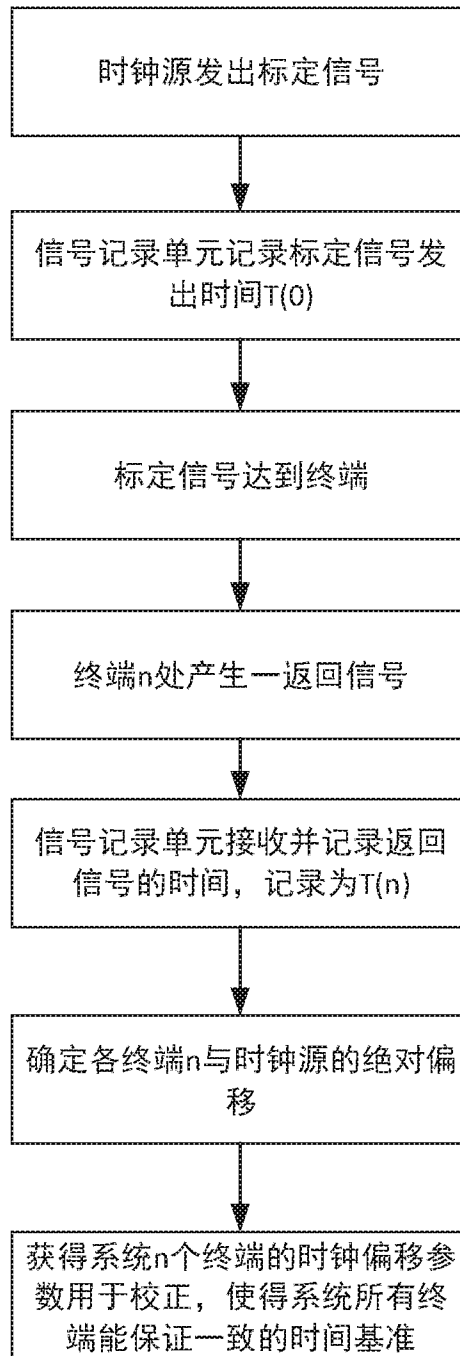 时钟源发出标定信号
信号记录单元记录标定信号发
出时间T(0)
标定信号达到终端
终端n处产生一返回信号
信号记录单元接收并记录返回
信号的时间，记录为T(n)
确定各终端n与时钟源的绝对偏
移
获得系统n个终端的时钟偏移参
数用于校正，使得系统所有终
端能保证一致的时间基准